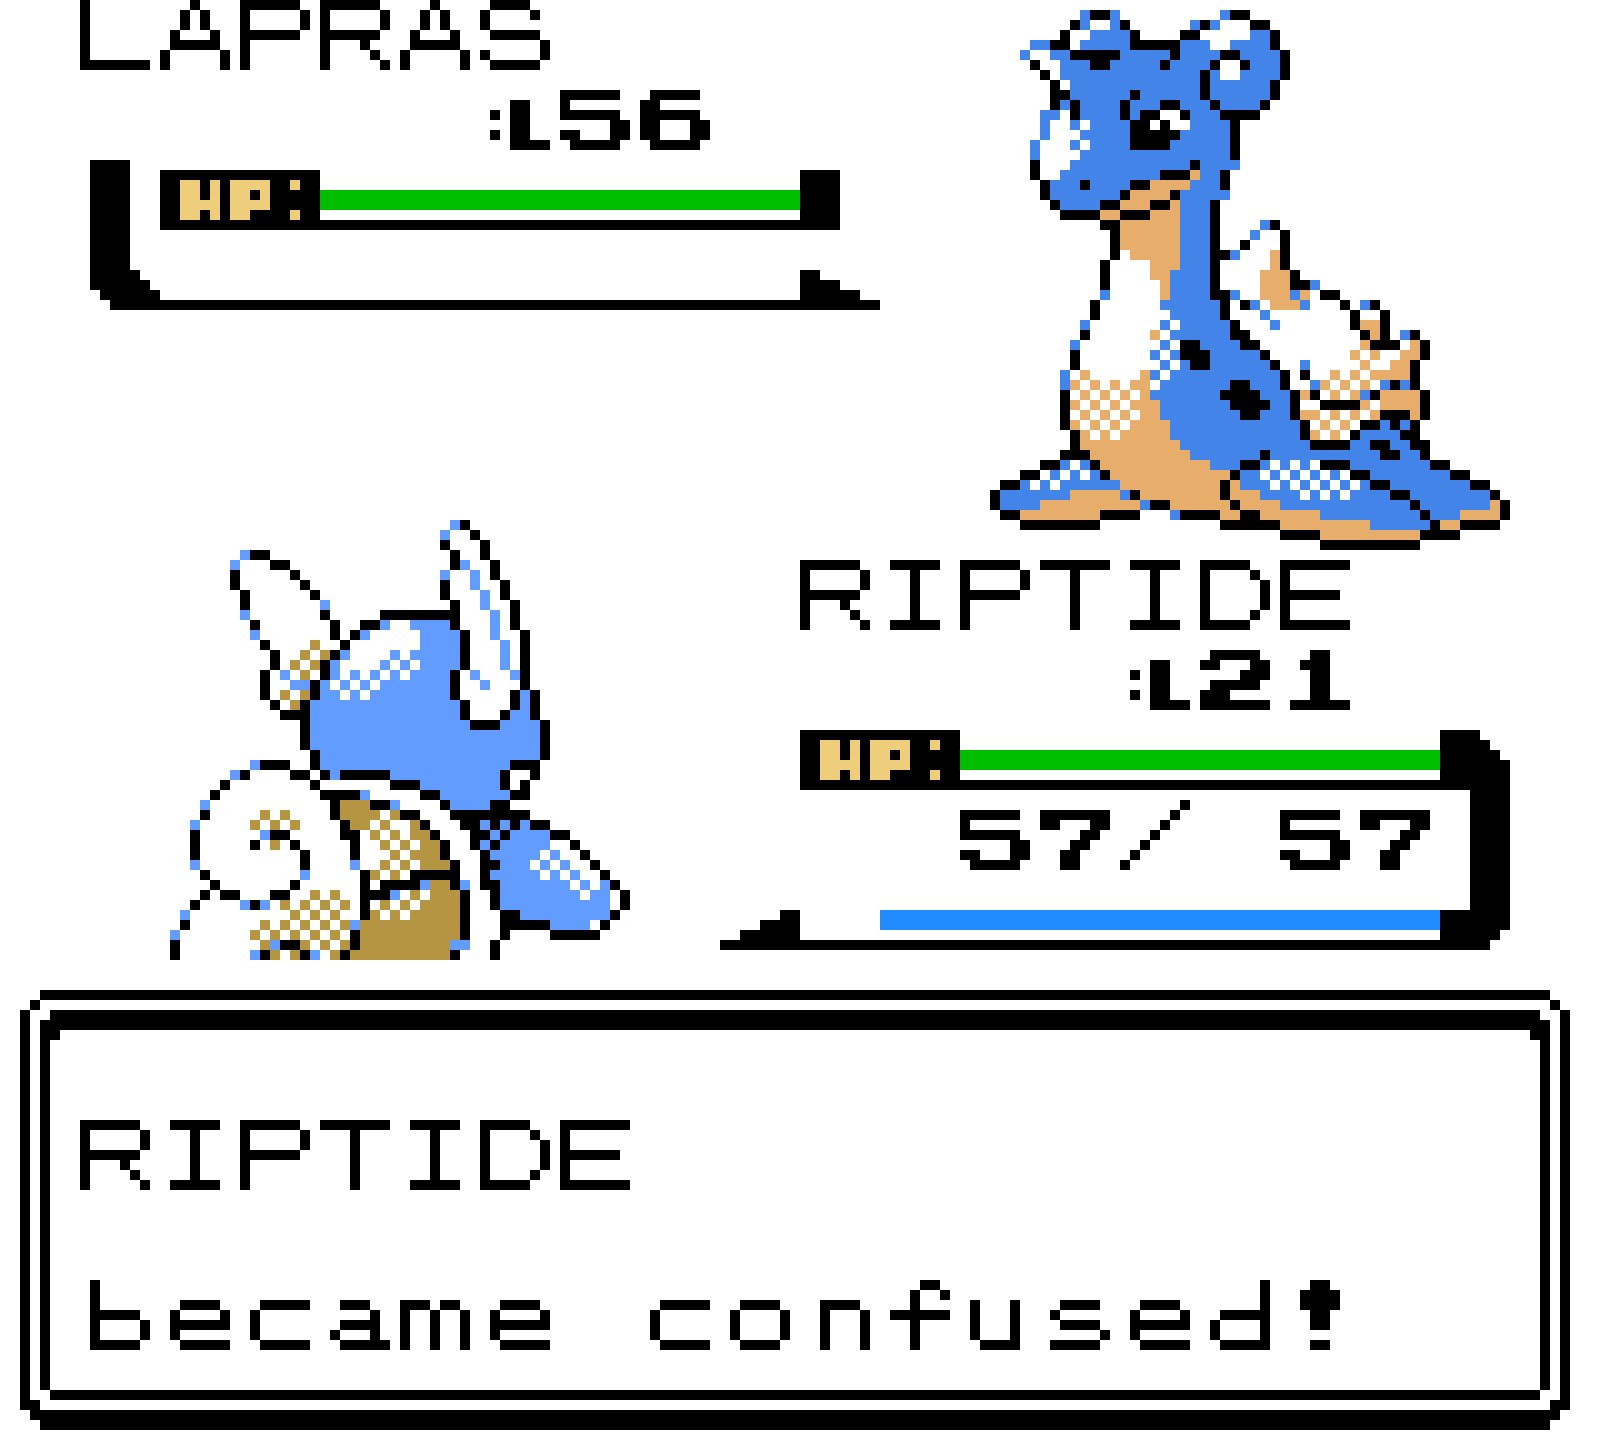 LAPRAS
:L56
HP:
RIPTIDE
:L21
HP:
57/ 57
RIPTIDE
became confused!